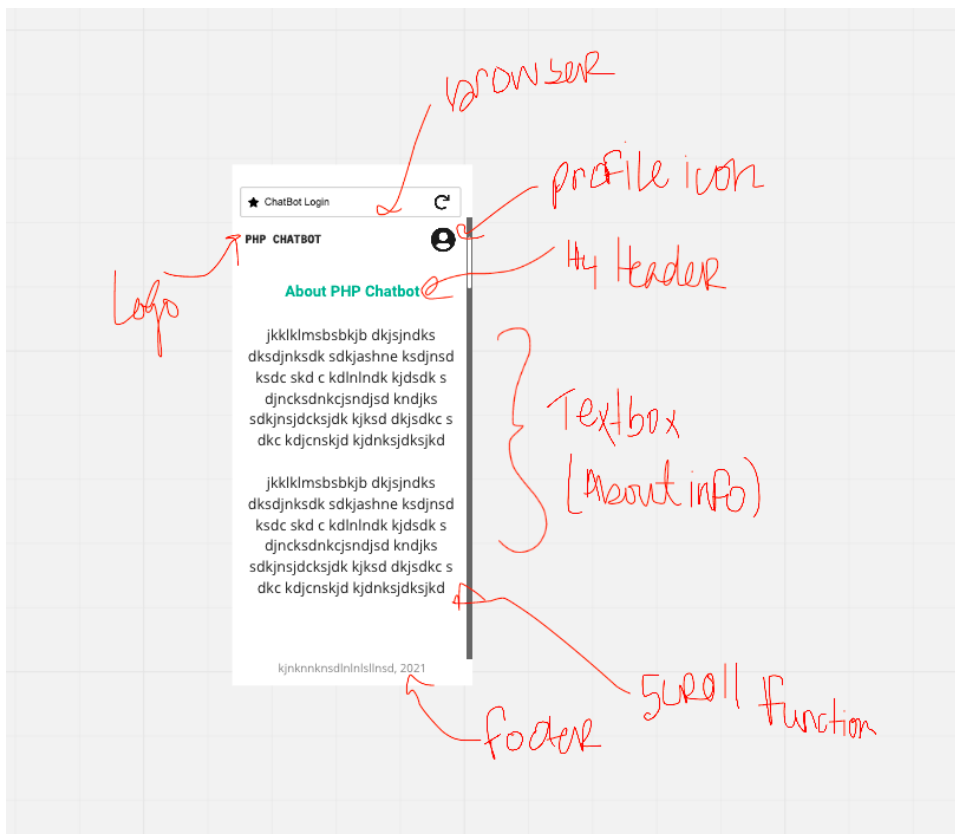 browser
profile icon
ChatBot Login
PHP CHATBOT
H4 Header
Logo
About PHP Chatbot
jkklklmsbsbkjb dkjsjndks
dksdjnksdk sdkjashne ksdjnsd
ksdc skd c kdlnlndk kjdsdk s
djncksdnkcjsndjsd kndjks
sdkjnsjdcksjdk kjksd dkjsdkc s
dkc kdjcnskjd kjdnksjdksjkd
Textbox
(About info)
jkklklmsbsbkjb dkjsjndks
dksdjnksdk sdkjashne ksdjnsd
ksdc skd c kdlnlndk kjdsdk s
djncksdnkcjsndjsd kndjks
sdkjnsjdcksjdk kjksd dkjsdkc s
dkc kdjcnskjd kjdnksjdksjkd
kjnknnknsdlnlnlsllnsd, 2021
Scroll Function
footer